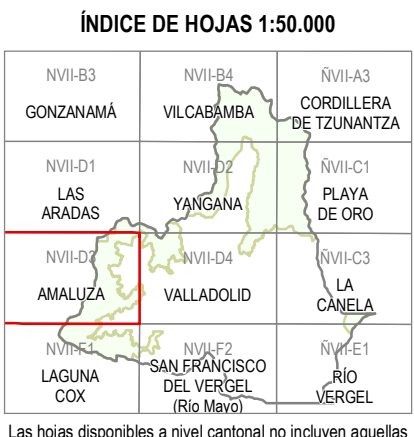 ÍNDICE DE HOJAS 1:50.000
NVII-B3
GONZANAMÁ
NVII-B4
VILCABAMBA
ÑVII-A3
CORDILLERA
DE TZUNANTZA
NVII-D1
LAS
ARADAS
NVII-D2
YANGANA
ÑVII-C1
PLAYA
DE ORO
NVII-D3
AMALUZA
NVII-D4
VALLADOLID
ÑVII-C3
LA
CANELA
NVII-F1
LAGUNA
COX
NVII-F2
SAN FRANCISCO
DEL VERGEL
(Río Mayo)
ÑVII-E1
RÍO
VERGEL
Las hojas disponibles a nivel cantonal no incluyen aquellas